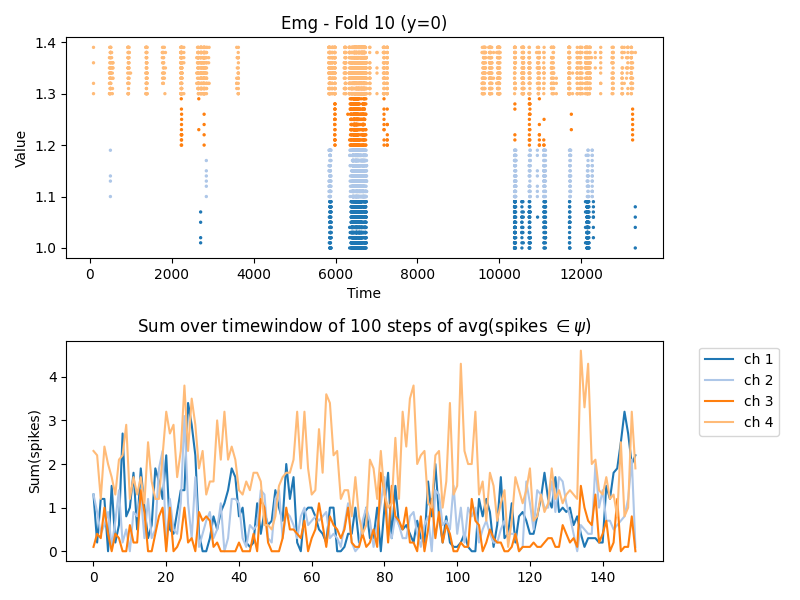 Emg - Fold 10 (y=0)
Value
1.4
1.3
1.2
1.1
1.0
0 2000 4000 6000 8000 10000 12000
Time
Sum over timewindow of 100 steps of avg(spikes ∈ ψ)
Sum(spikes)
4
3
2
1
0
0 20 40 60 80 100 120 140
ch 1
ch 2
ch 3
ch 4